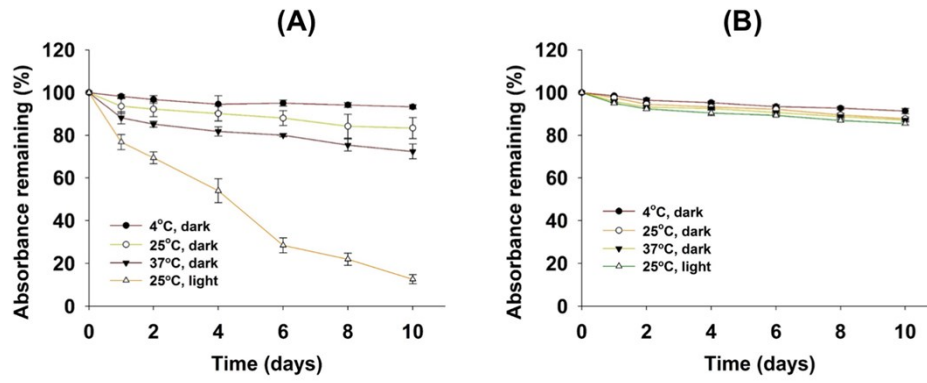 (A)
120
100
80
60
40
20
0
Absorbance remaining (%)
4°C, dark
25°C, dark
37°C, dark
25°C, light
0 2 4 6 8 10
Time (days)
(B)
120
100
80
60
40
20
0
Absorbance remaining (%)
4°C, dark
25°C, dark
37°C, dark
25°C, light
0 2 4 6 8 10
Time (days)